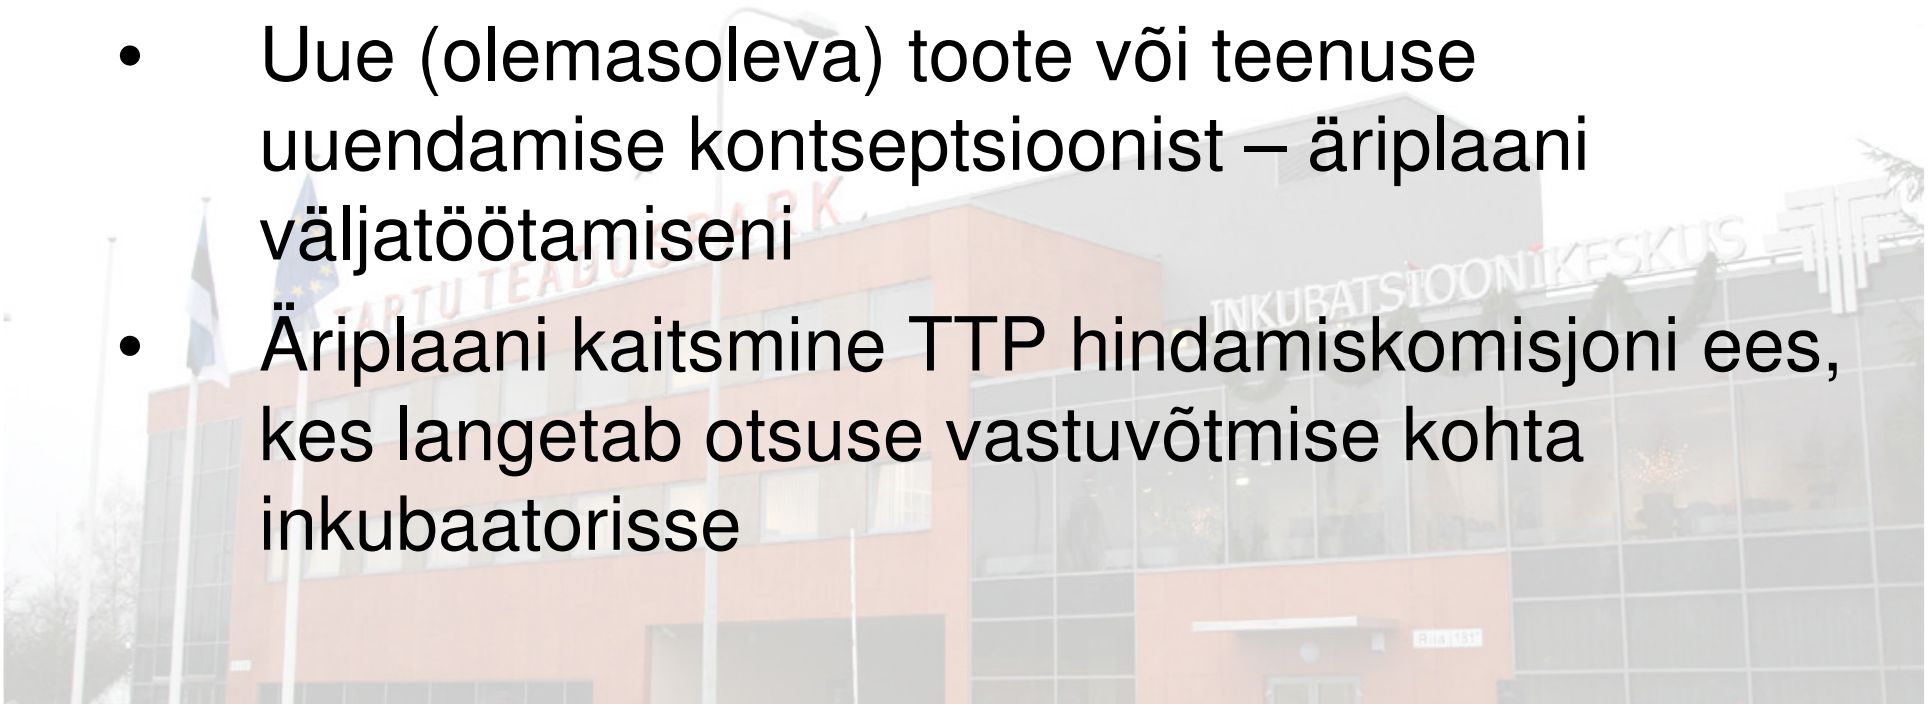 • Uue (olemasoleva) toote või teenuse
uuendamise kontseptsioonist – äriplaani
väljatöötamiseni
• Äriplaani kaitsmine TTP hindamiskomisjoni ees,
kes langetab otsuse vastuvõtmise kohta
inkubaatorisse
TARTU TEADUSPARK
INKUBATSIOONIKESKUS